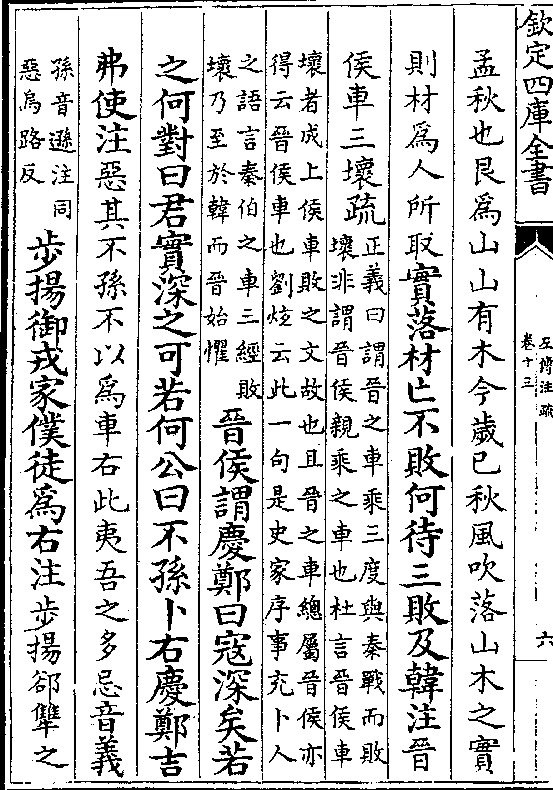 欽定四庫全書
左傳注疏
卷十三
六
孟秋也艮爲山山有木今歲已秋風吹落山木之實
則材爲人所取實落材亡不敗何待三敗及韓注晉
侯車三壞疏
正義曰謂晉之車乘三度與秦戰而敗
壞非謂晉侯親乘之車也杜言晉侯車
壞者成上侯車敗之文故也且晉之車總屬晉侯亦
得云晉侯車也劉炫云此一句是史家序事充卜人
之語言秦伯之車三經敗
壞乃至於韓而晉始懼
晉侯謂慶鄭曰寇深矣若
之何對曰君實深之可若何公曰不孫卜右慶鄭吉
弗使注惡其不孫不以爲車右此夷吾之多忌音義
孫音遜注同
惡烏路反
步揚御戎家僕徒爲右注步揚郤犨之